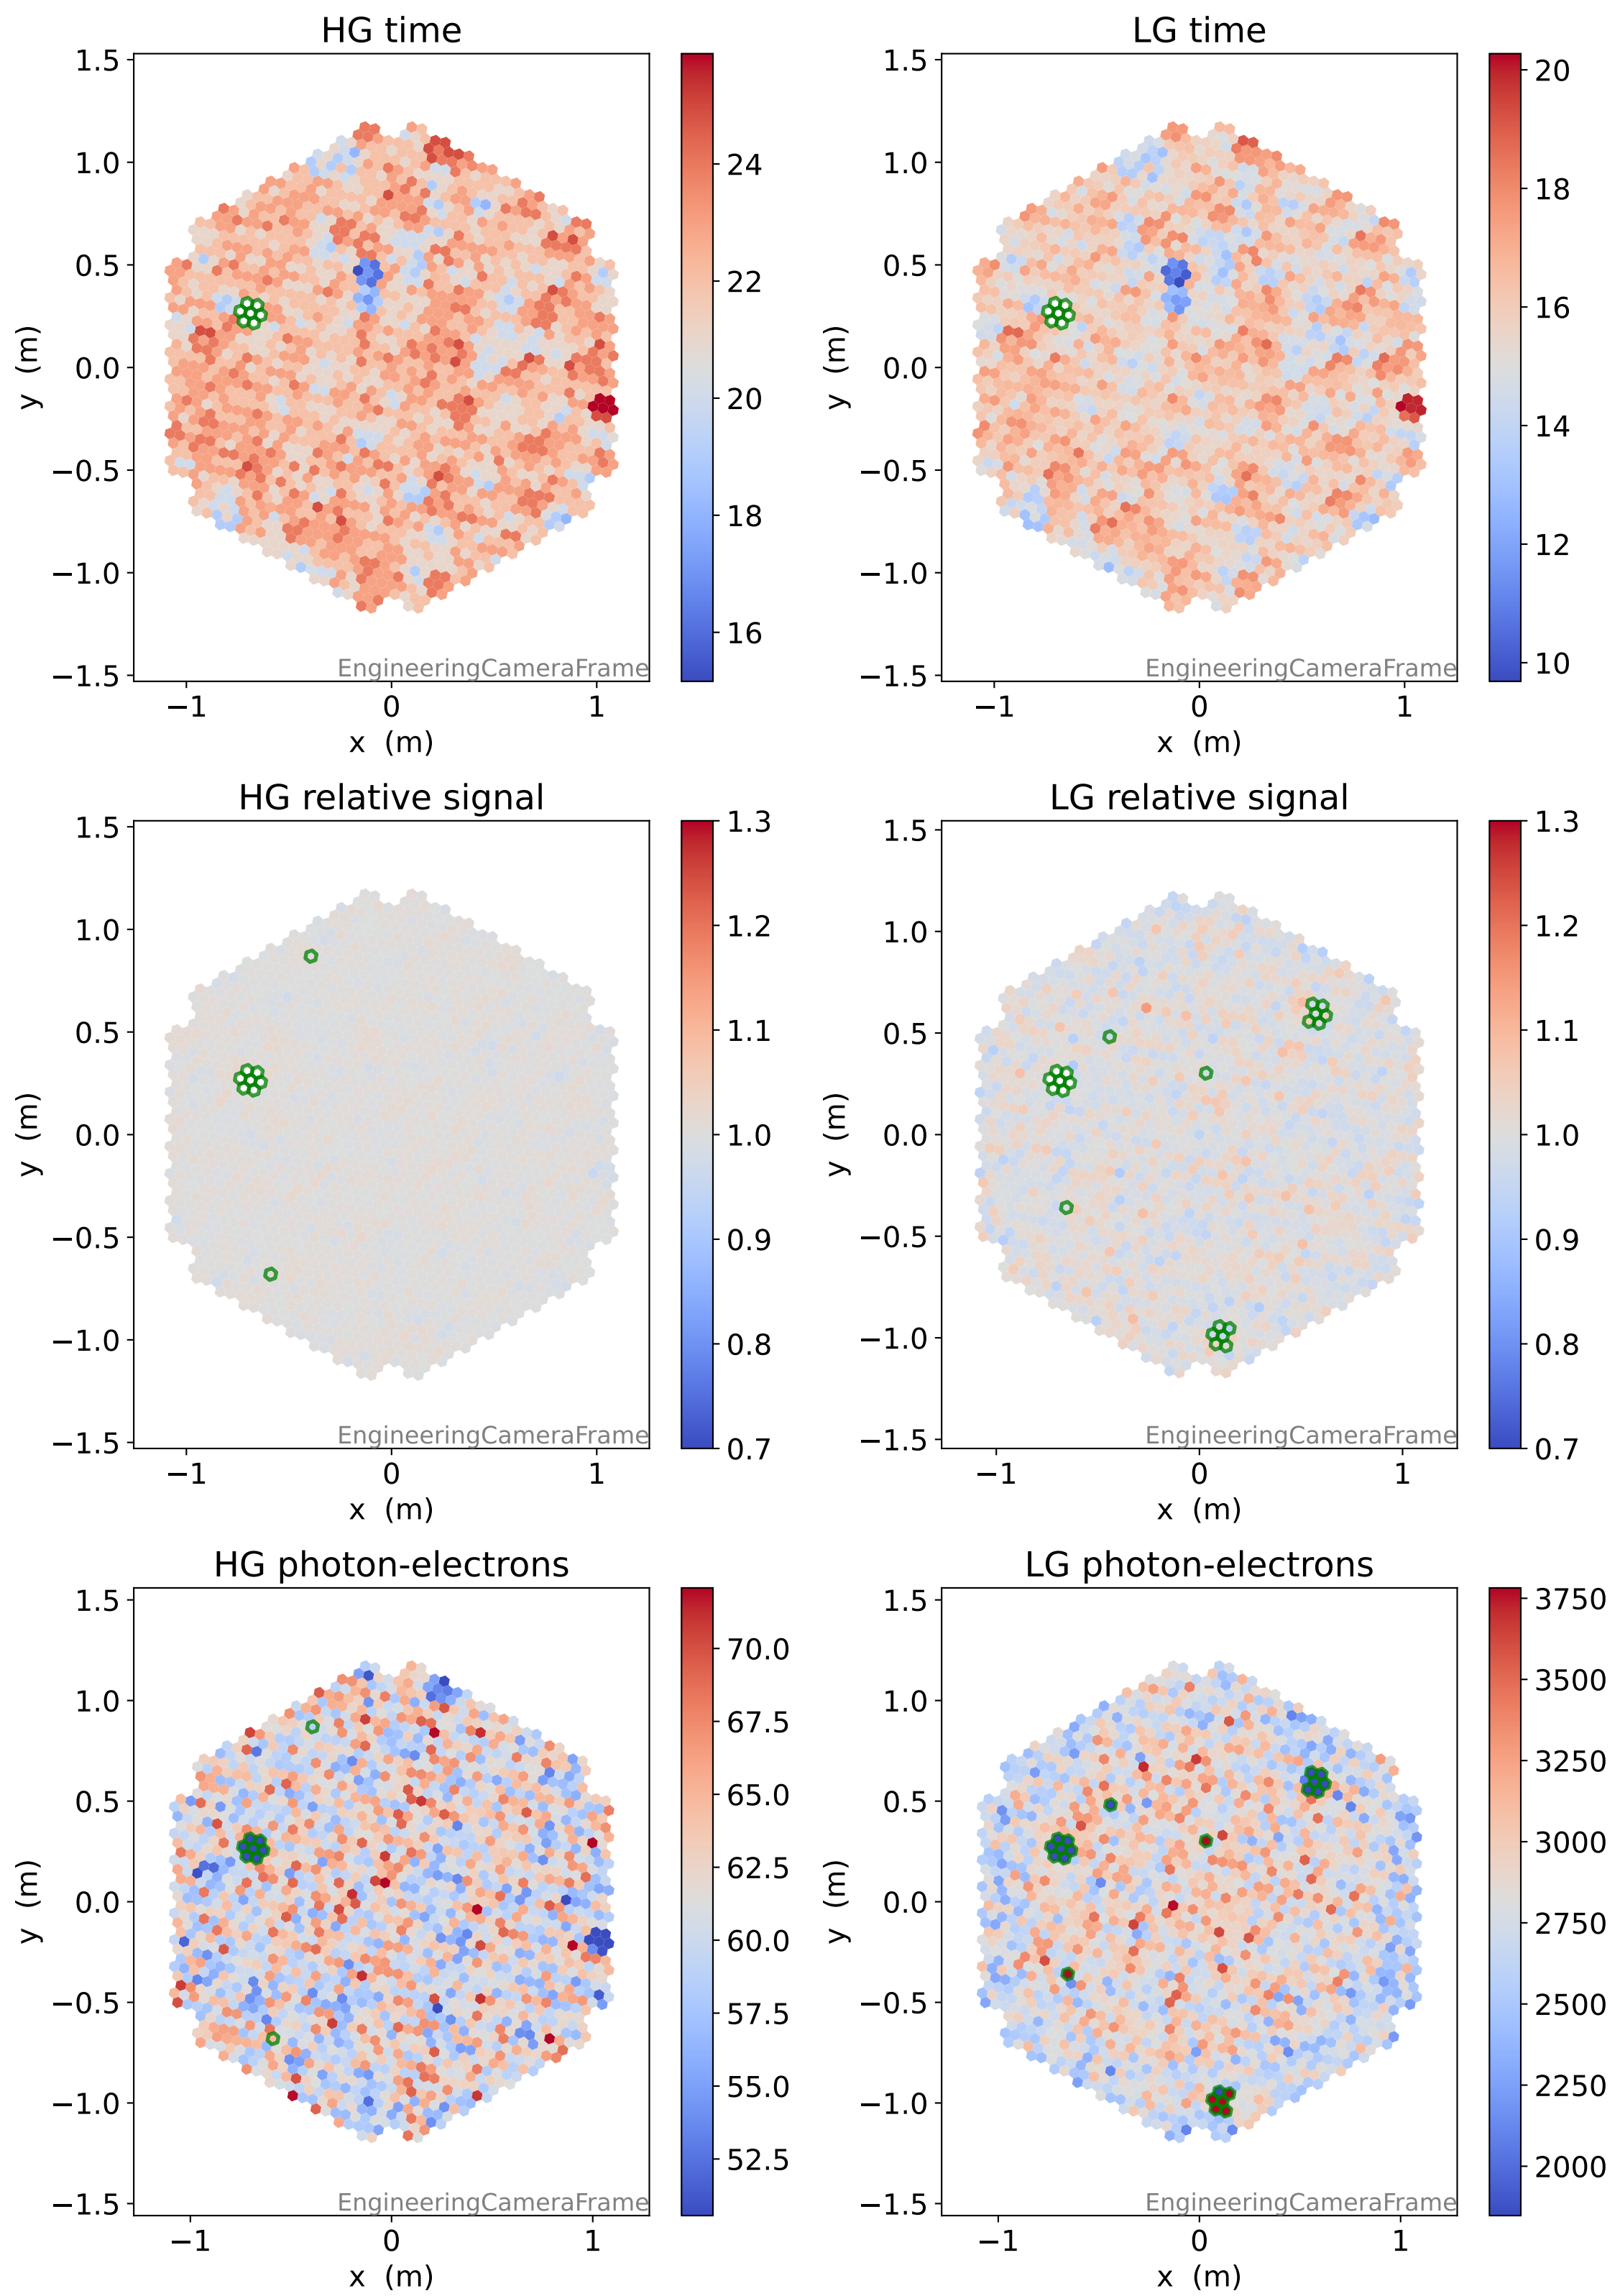 HG time
LG time
1.5
1.0
0.5
0.0
−0.5
−1.0
−1.5
y (m)
−1 0 1
x (m)
EngineeringCameraFrame
24
22
20
18
16
1.5
1.0
0.5
0.0
−0.5
−1.0
−1.5
y (m)
−1 0 1
x (m)
EngineeringCameraFrame
20
18
16
14
12
10
HG relative signal
LG relative signal
1.5
1.0
0.5
0.0
−0.5
−1.0
−1.5
y (m)
−1 0 1
x (m)
EngineeringCameraFrame
1.3
1.2
1.1
1.0
0.9
0.8
0.7
1.5
1.0
0.5
0.0
−0.5
−1.0
−1.5
y (m)
−1 0 1
x (m)
EngineeringCameraFrame
1.3
1.2
1.1
1.0
0.9
0.8
0.7
HG photon-electrons
LG photon-electrons
1.5
1.0
0.5
0.0
−0.5
−1.0
−1.5
y (m)
−1 0 1
x (m)
EngineeringCameraFrame
70.0
67.5
65.0
62.5
60.0
57.5
55.0
52.5
1.5
1.0
0.5
0.0
−0.5
−1.0
−1.5
y (m)
−1 0 1
x (m)
EngineeringCameraFrame
3750
3500
3250
3000
2750
2500
2250
2000